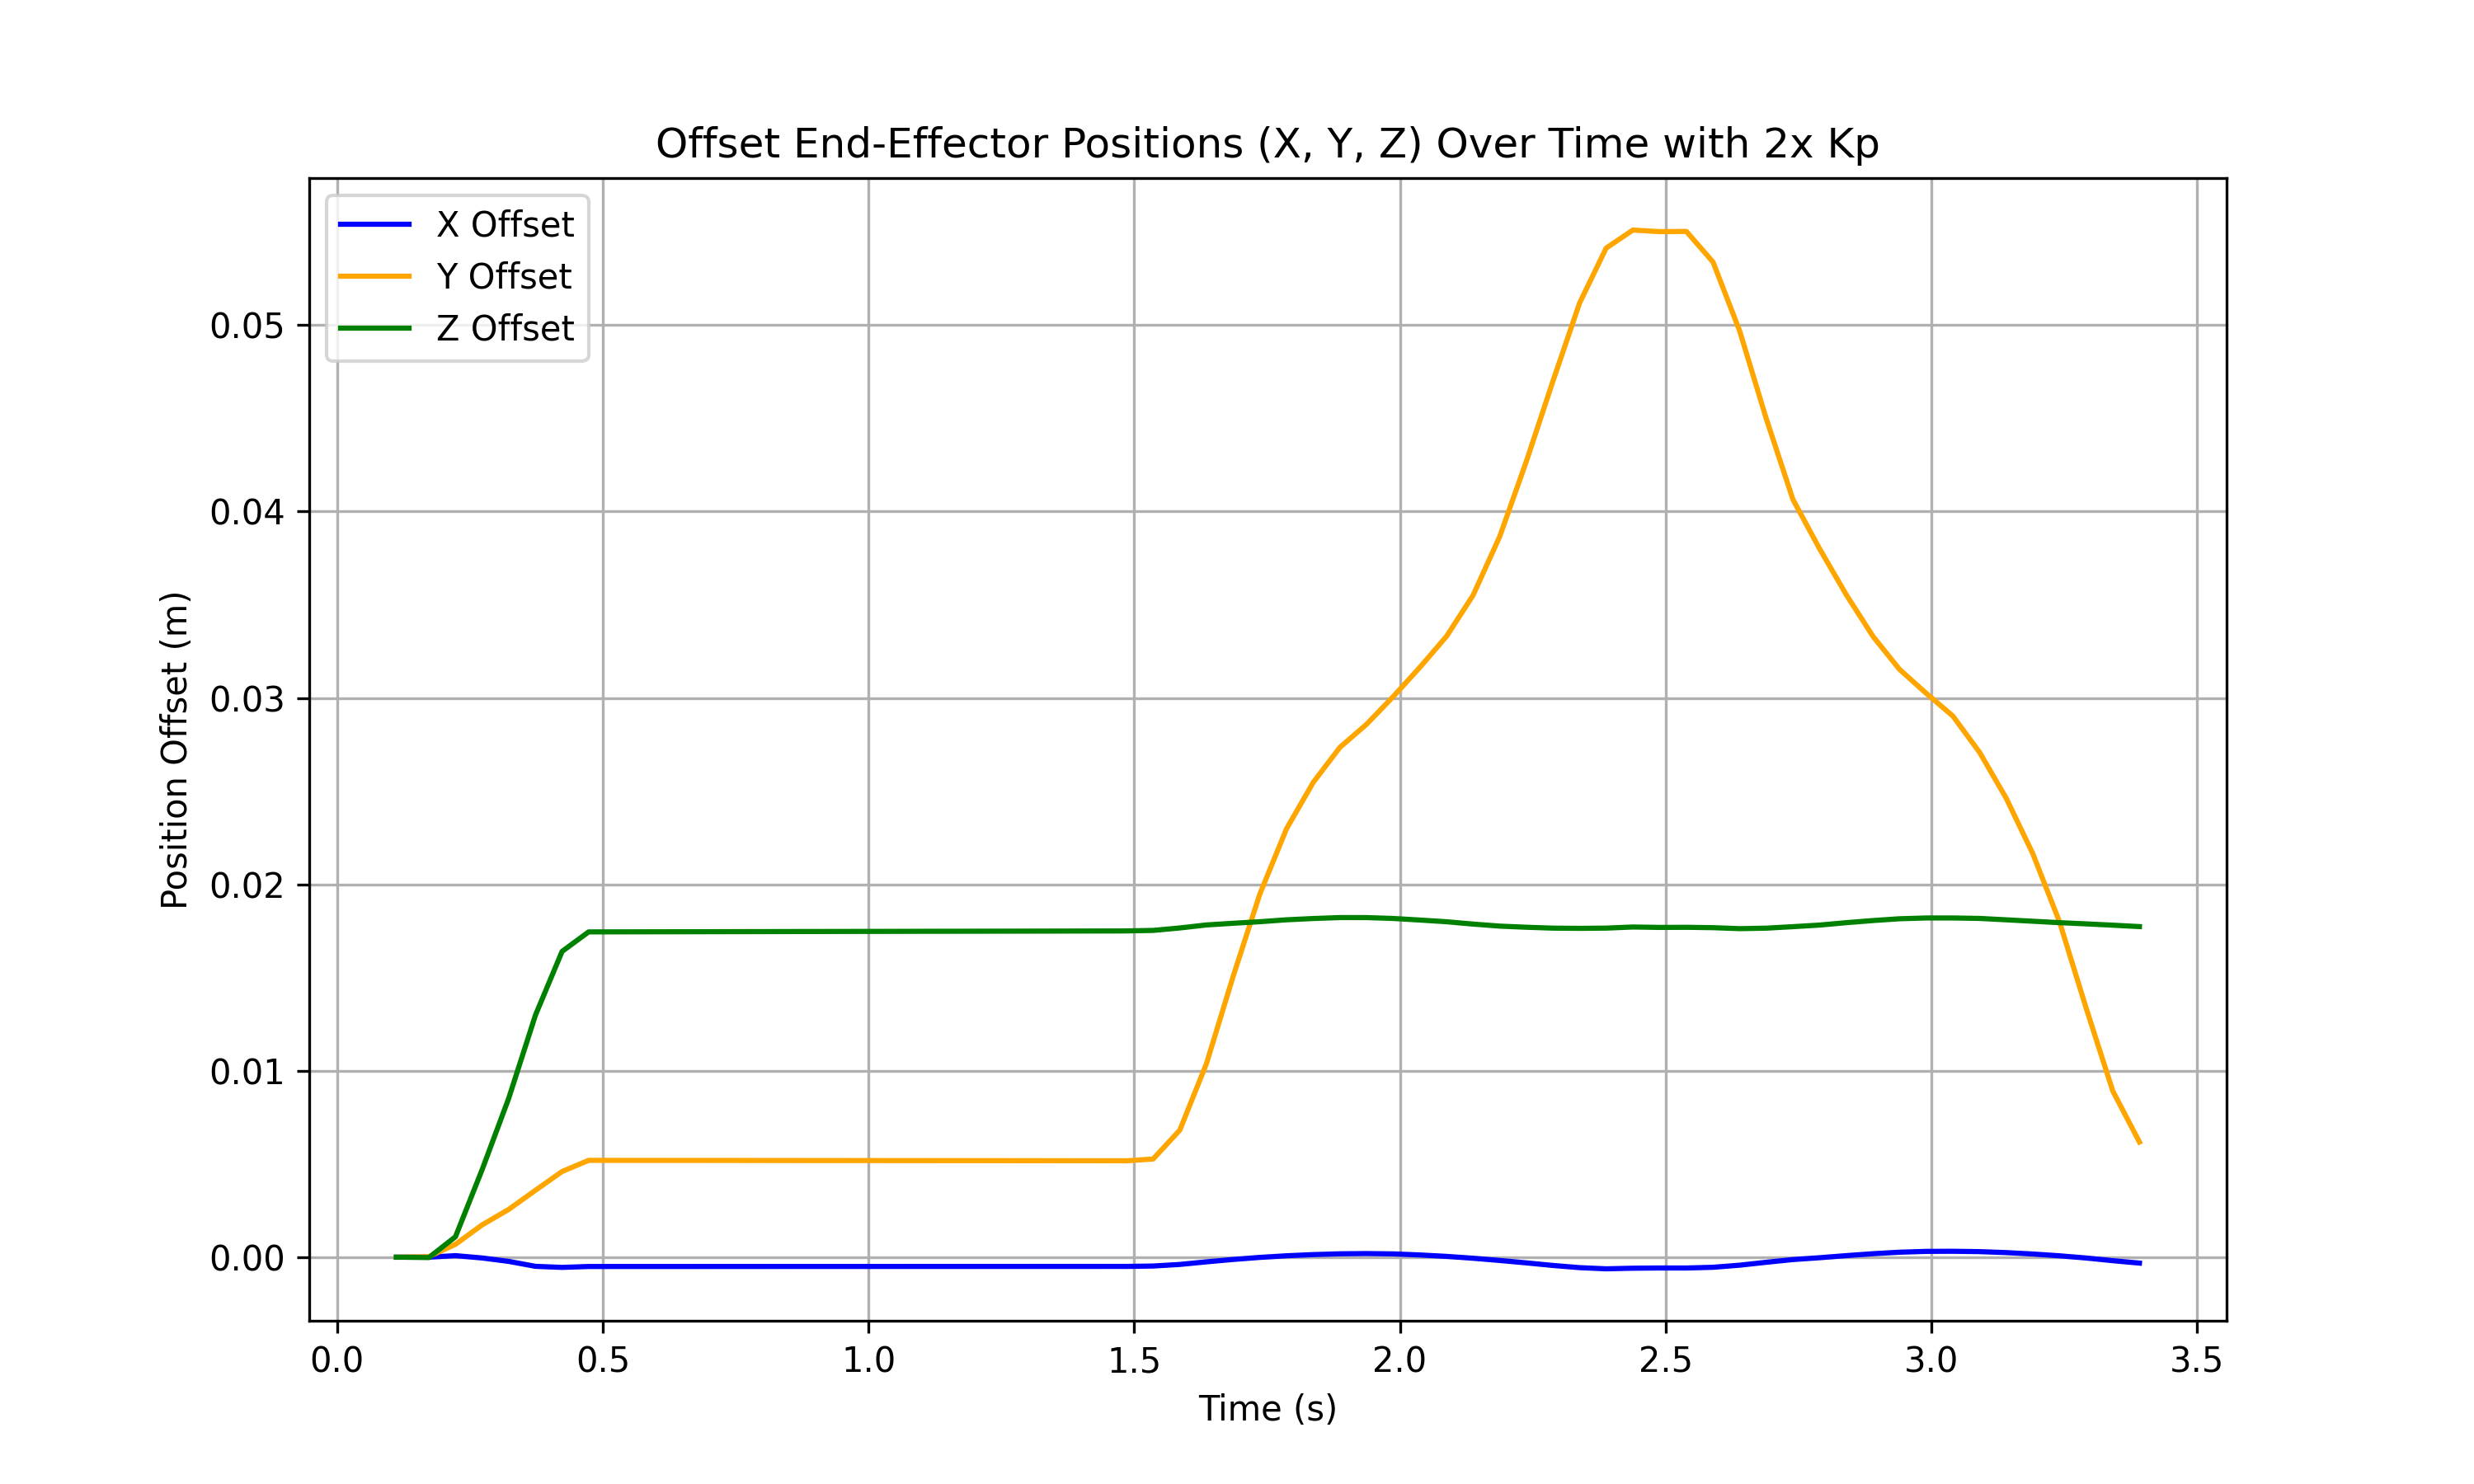 Offset End-Effector Positions (X, Y, Z) Over Time with 2x Kp
X Offset
Y Offset
Z Offset
0.05
0.04
0.03
0.02
0.01
0.00
Position Offset (m)
0.0 0.5 1.0 1.5 2.0 2.5 3.0 3.5
Time (s)